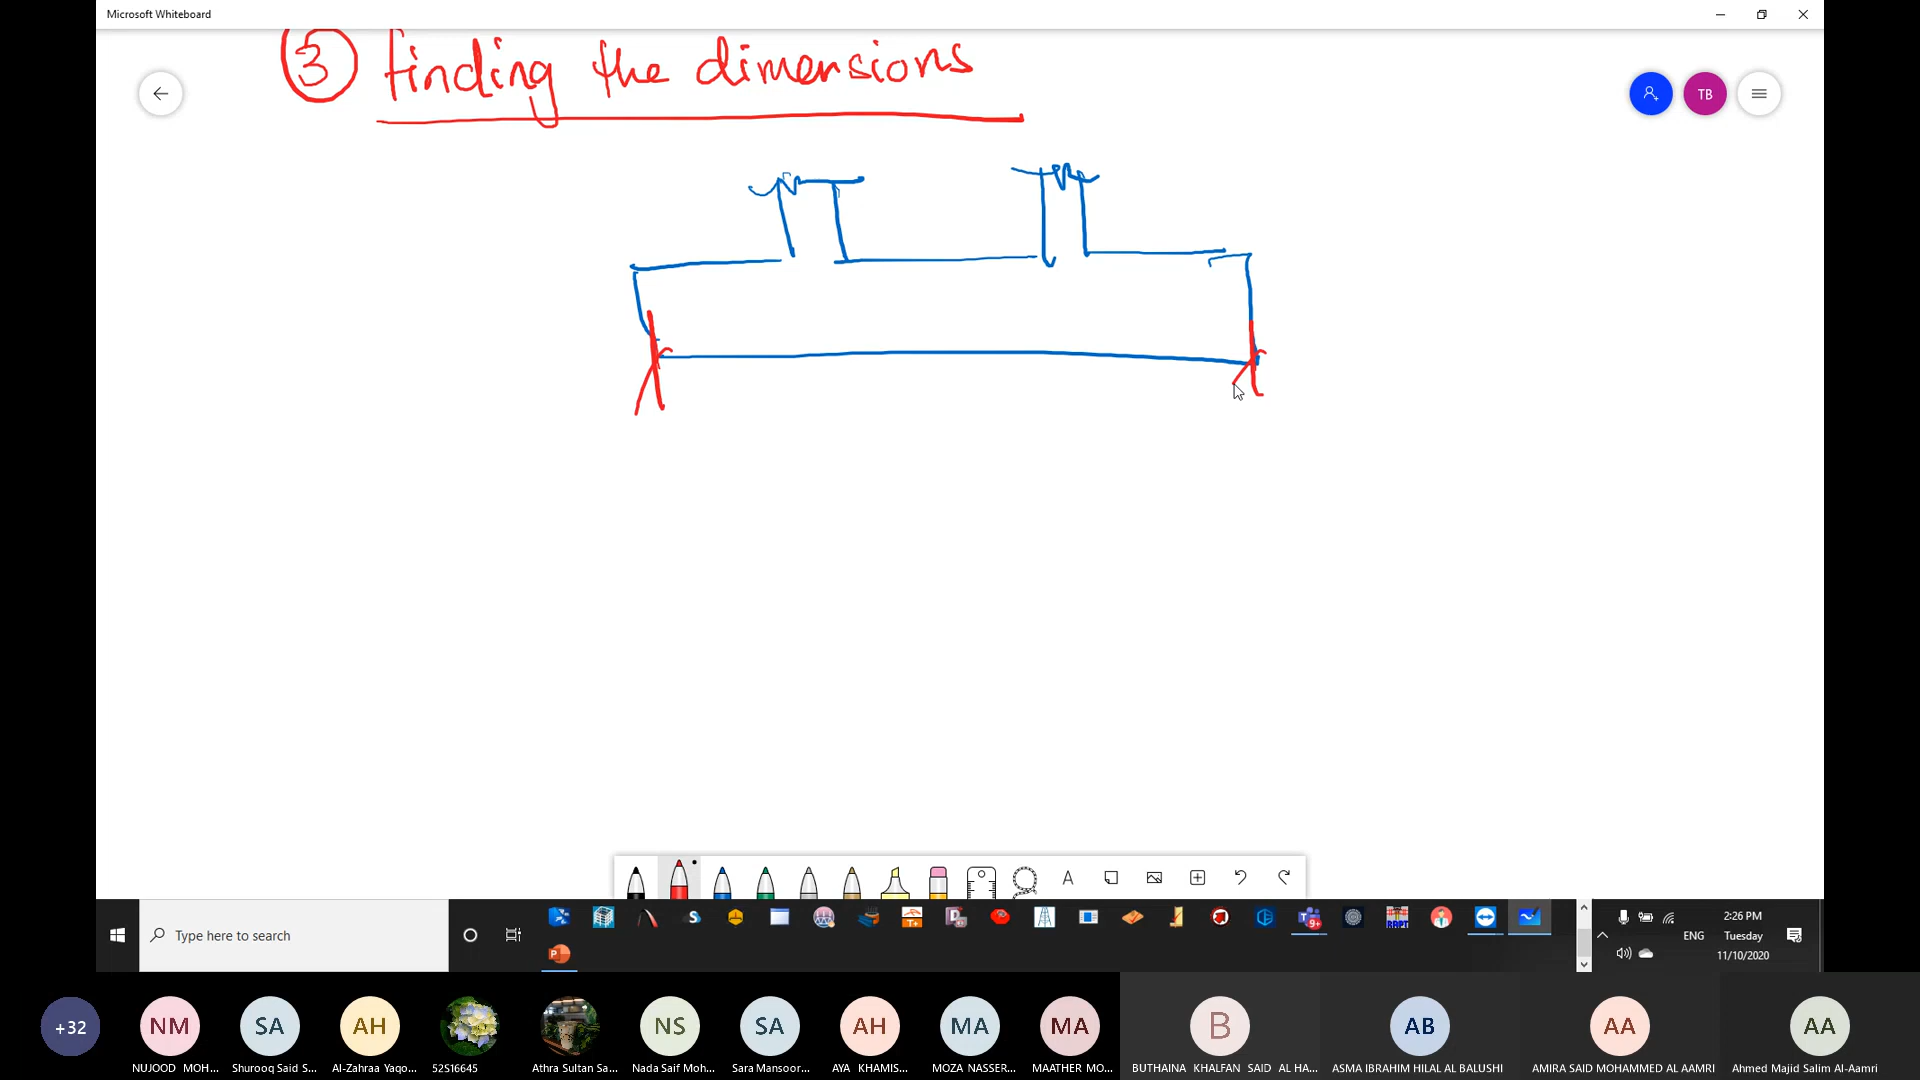 Microsoft Whiteboard
③ finding the dimensions
TB
A
Type here to search
2:26 PM
ENG
Tuesday
11/10/2020
+32
NM
SA
AH
NS
SA
AH
MA
MA
B
AB
AA
AA
NUJOOD MOH...
Shurooq Said S...
Al-Zahraa Yaqo...
52S16645
Athra Sultan Sa...
Nada Saif Moh...
Sara Mansoor...
AYA KHAMIS...
MOZA NASSER...
MAATHER MO...
BUTHAINA KHALFAN SAID AL HA...
ASMA IBRAHIM HILAL AL BALUSHI
AMIRA SAID MOHAMMED AL AAMRI
Ahmed Majid Salim Al-Aamri